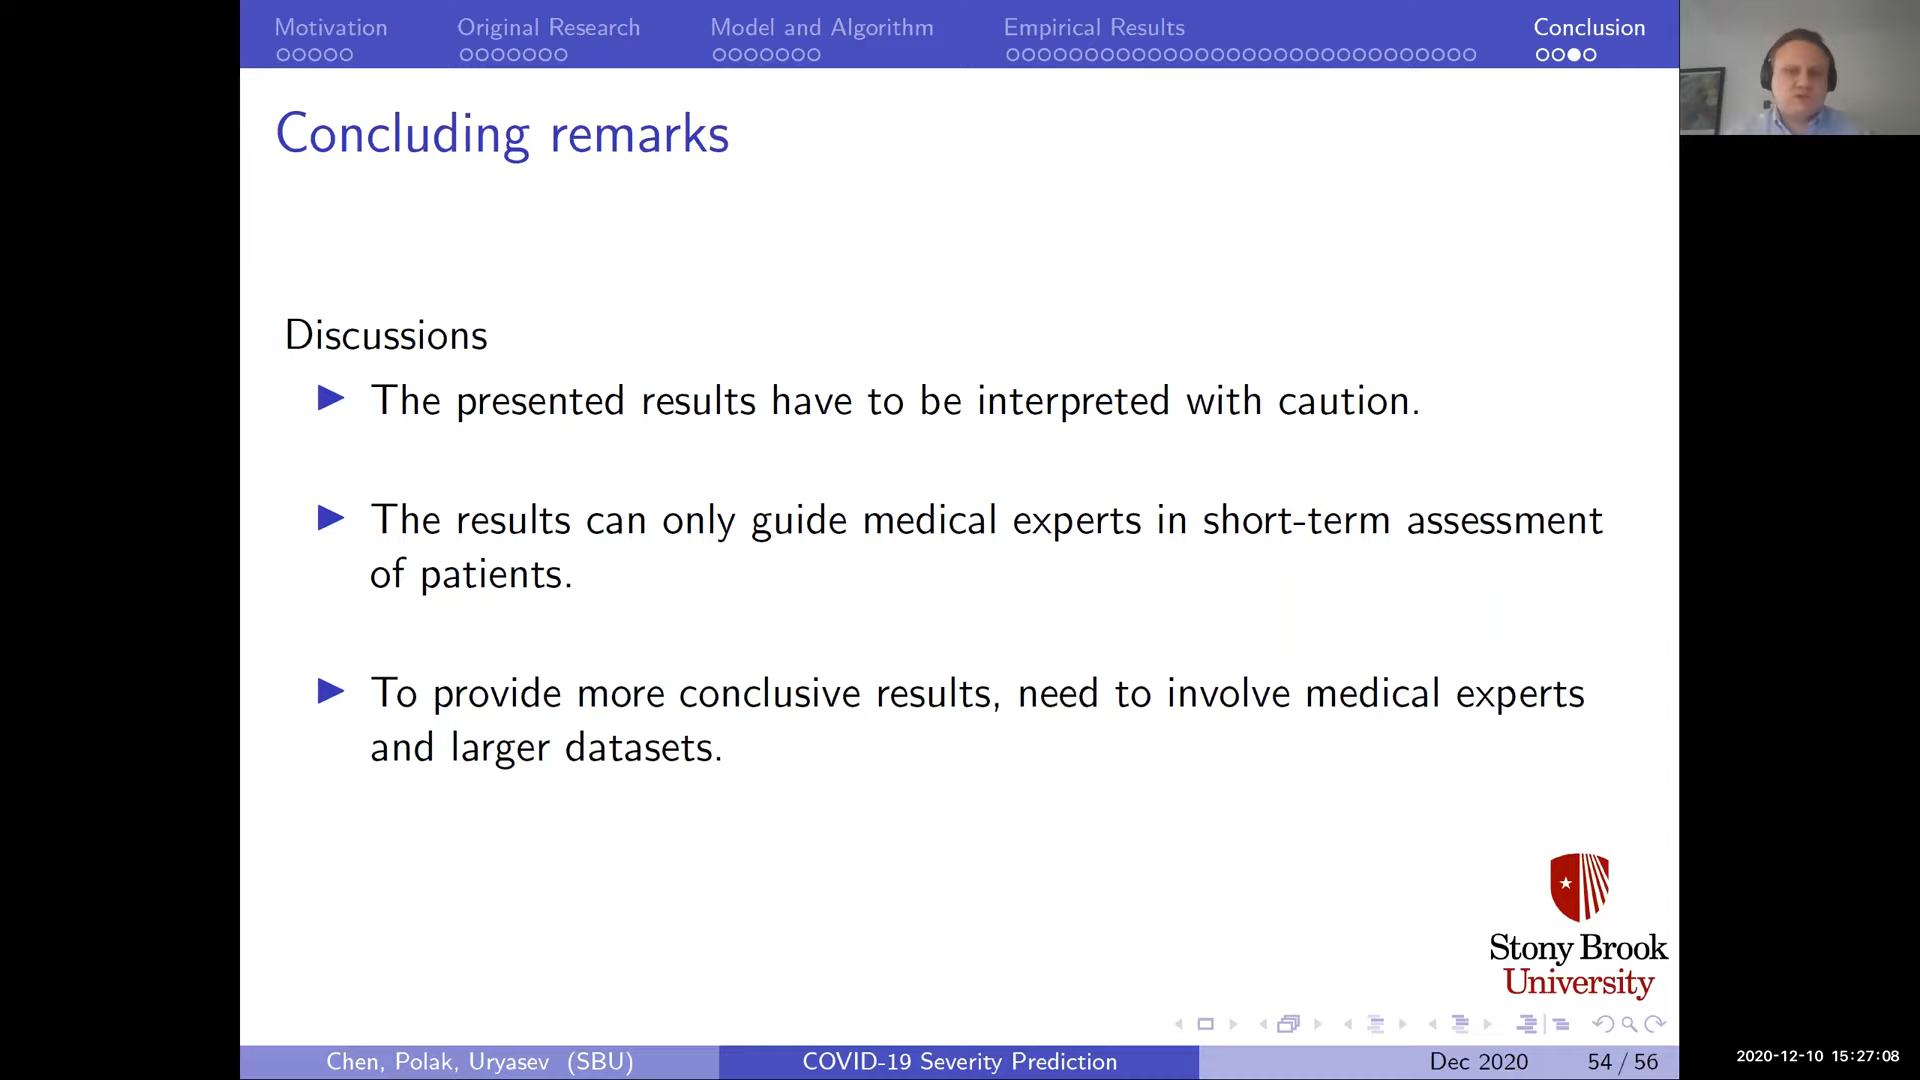 Motivation
Original Research
Model and Algorithm
Empirical Results
Conclusion
Concluding remarks
Discussions
The presented results have to be interpreted with caution.
The results can only guide medical experts in short-term assessment
of patients.
To provide more conclusive results, need to involve medical experts
and larger datasets.
Stony Brook
University
Chen, Polak, Uryasev (SBU)
COVID-19 Severity Prediction
Dec 2020
54 / 56
2020-12-10 15:27:08